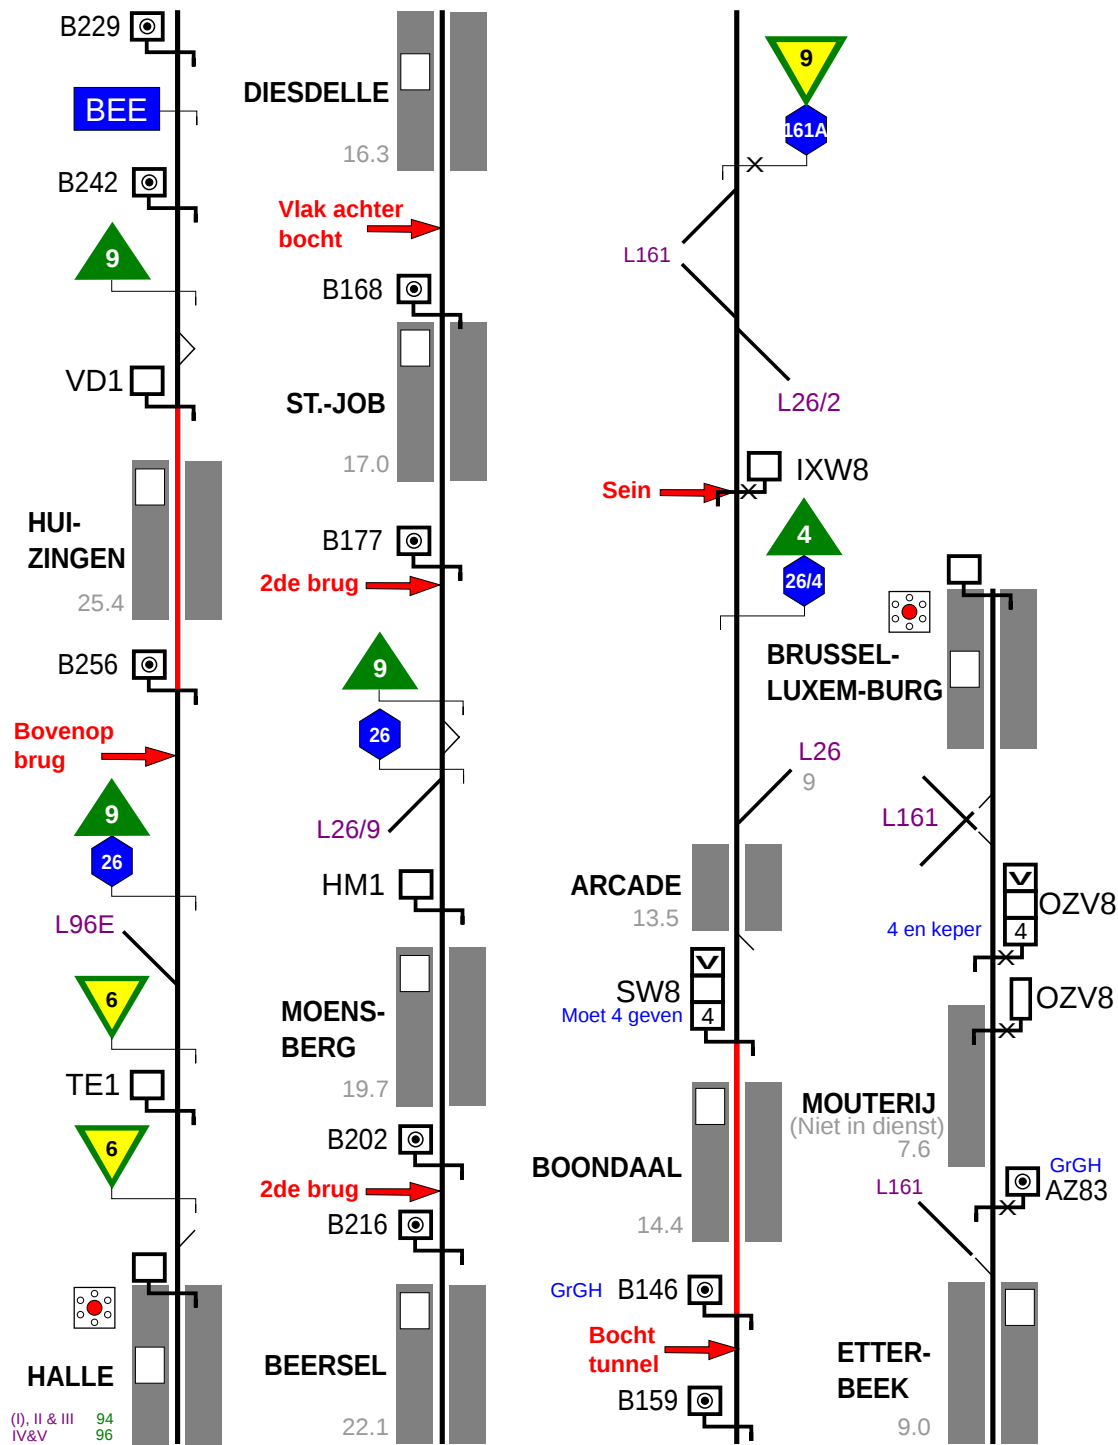 B229
BEE
B242
9
VD1
HUI-
ZINGEN
25.4
B256
Bovenop
brug
9
26
L96E
6
TE1
6
HALLE
(I), II & III 94
IV&V 96
DIESDELLE
16.3
Vlak achter
bocht
B168
ST.-JOB
17.0
B177
2de brug
9
26
L26/9
HM1
MOENS-
BERG
19.7
B202
2de brug
B216
BEERSEL
22.1
9
161A
L161
L26/2
Sein
IXW8
4
26/4
L26
9
ARCADE
13.5
V
SW8
Moet 4 geven
4
BOONDAAL
14.4
GrGH B146
Bocht
tunnel
B159
BRUSSEL-
LUXEM-BURG
L161
V
OZV8
4 en keper
4
OZV8
MOUTERIJ
(Niet in dienst)
7.6
GrGH
AZ83
L161
ETTER-
BEEK
9.0